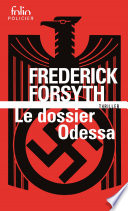 folio
POLICIER
FREDERICK
FORSYTH
THRILLER
Le dossier
Odessa